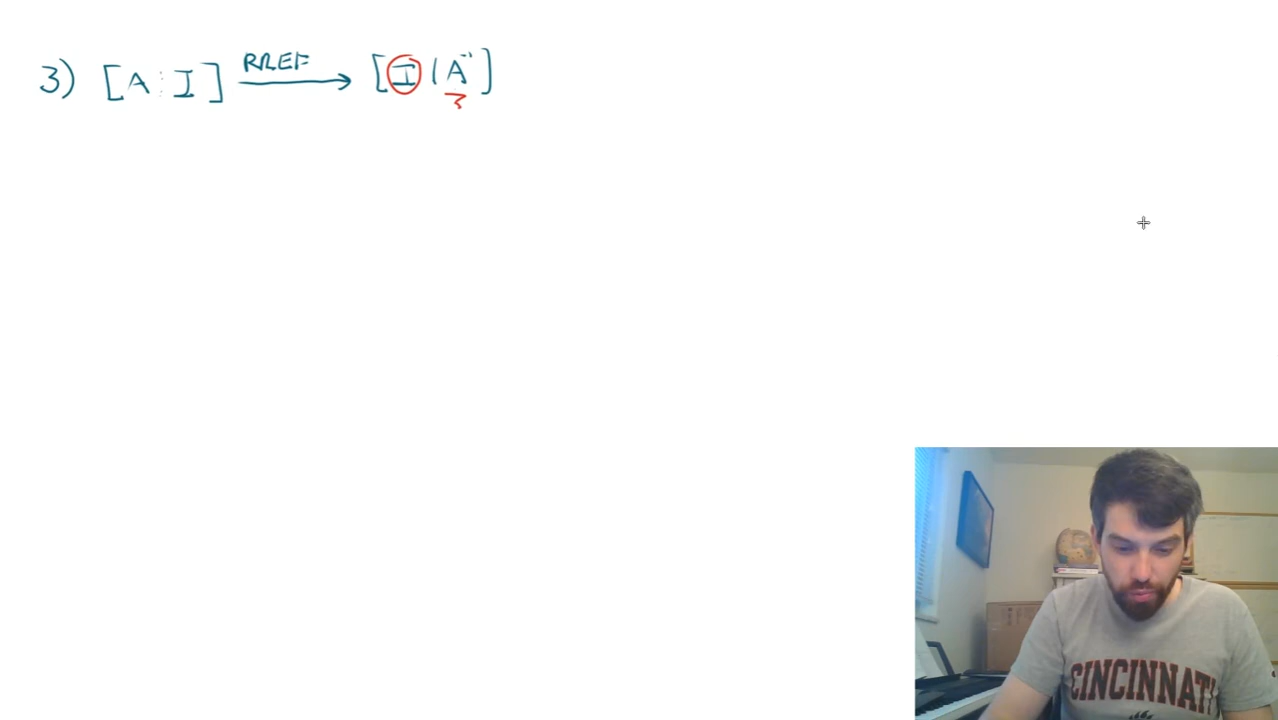 3) [A ⋮ I] RREF → [I | A⁻¹]
CINCINNATI